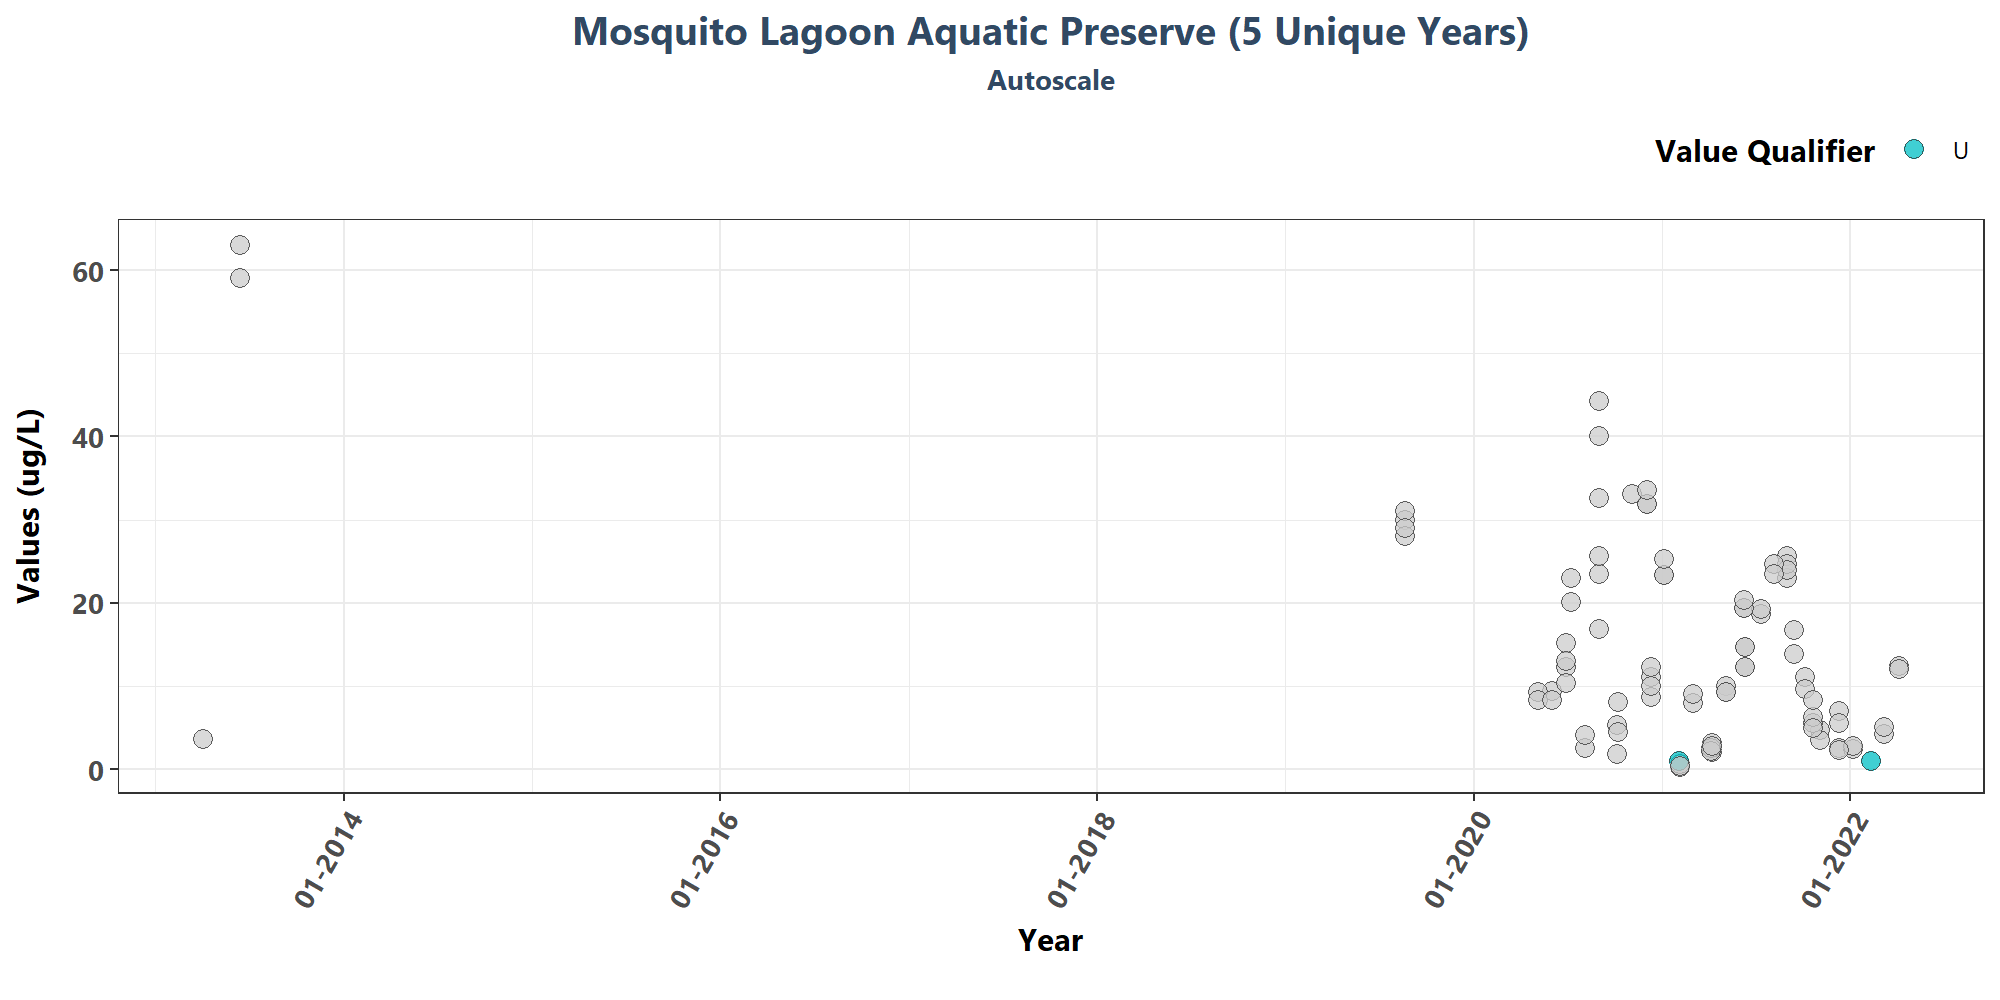 Mosquito Lagoon Aquatic Preserve (5 Unique Years)
Autoscale
Value Qualifier U
Values (ug/L)
60
40
20
0
01-2014
01-2016
01-2018
01-2020
01-2022
Year